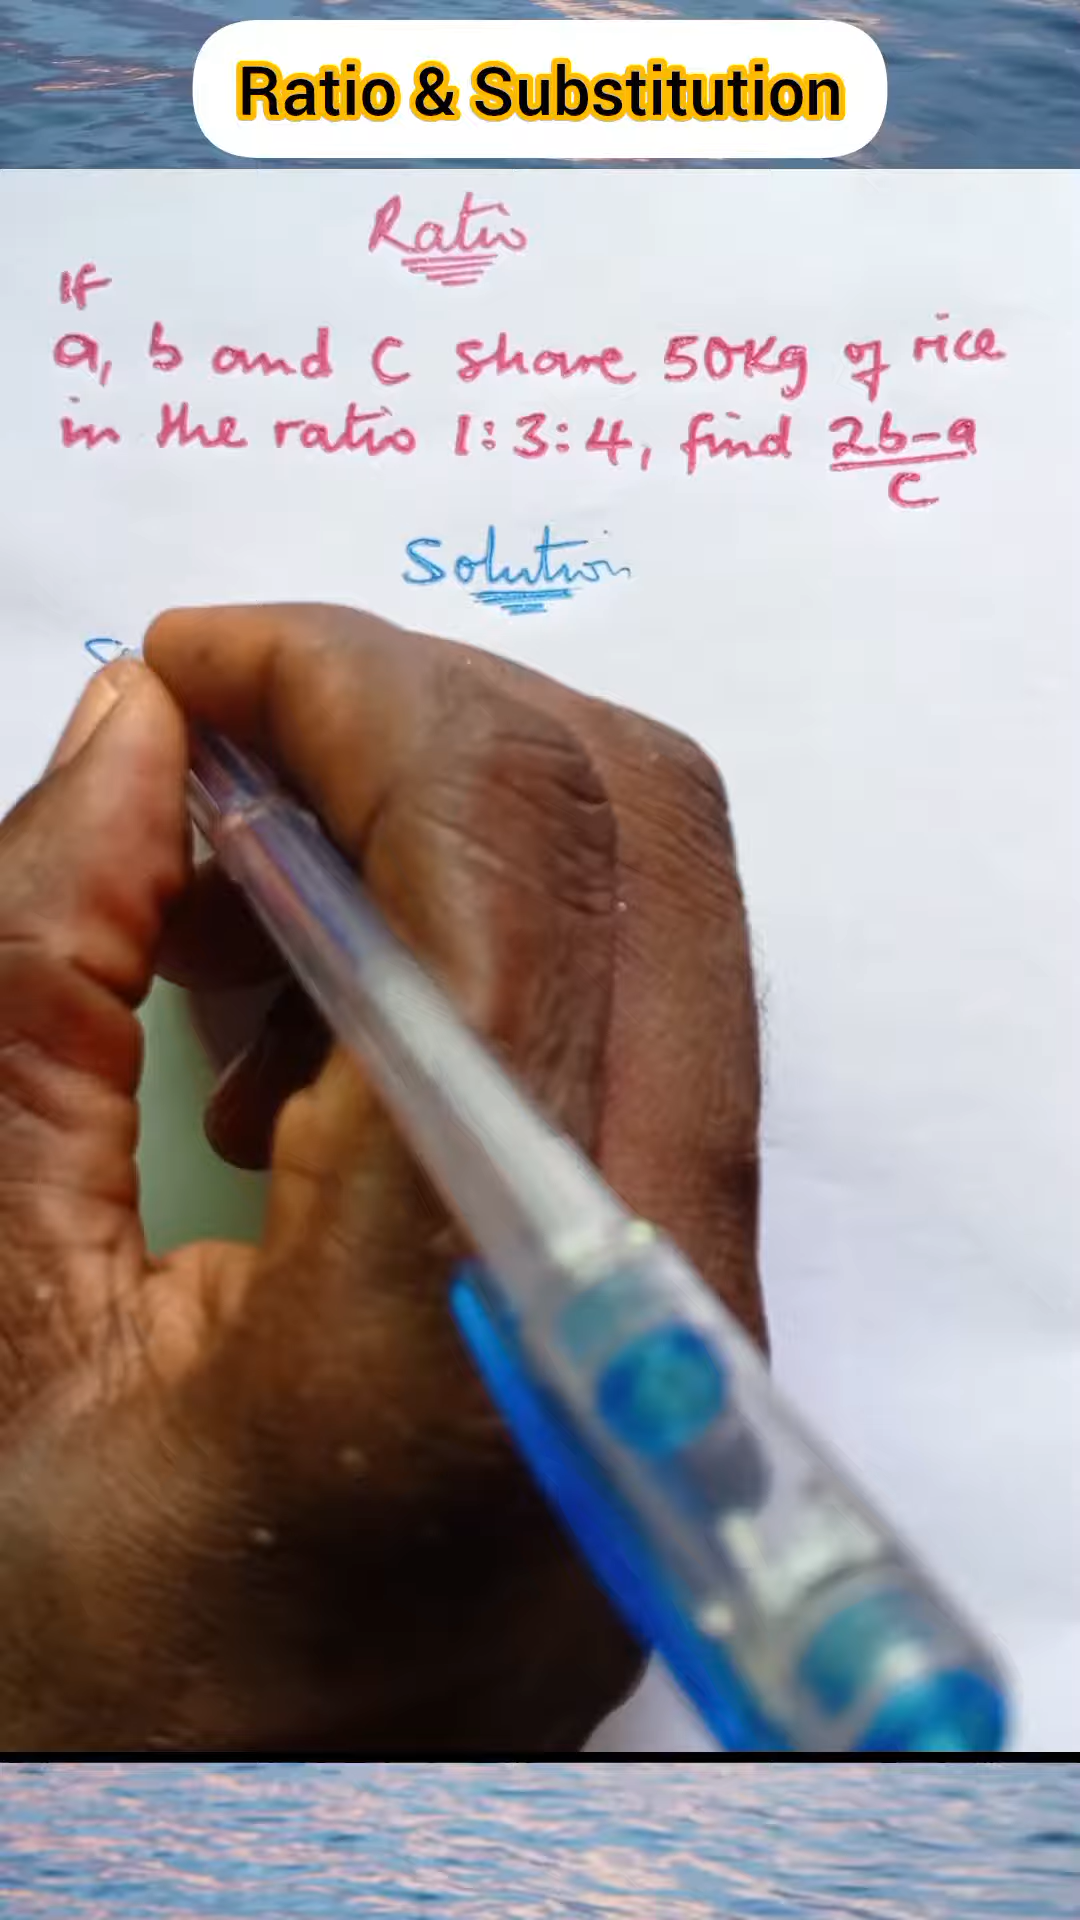 Ratio & Substitution
Ratio
If
a, b and c share 50kg of rice
in the ratio 1:3:4, find 2b-a
c
Solution